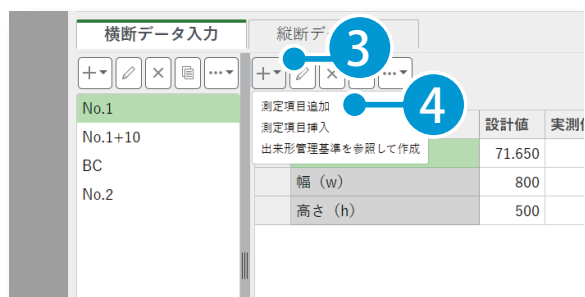 横断データ入力
縦断デ
3
4
No.1
No.1+10
BC
No.2
測定項目追加
測定項目挿入
出来形管理基準を参照して作成
設計値 実測
71.650
幅（w） 800
高さ（h） 500